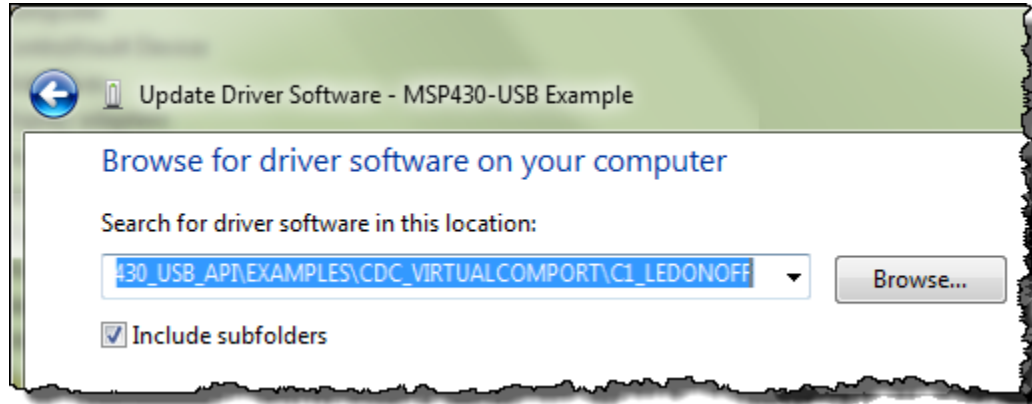 Update Driver Software - MSP430-USB Example
Browse for driver software on your computer
Search for driver software in this location:
430_USB_API\EXAMPLES\CDC_VIRTUALCOMPORT\C1_LEDONOFF
Browse...
Include subfolders